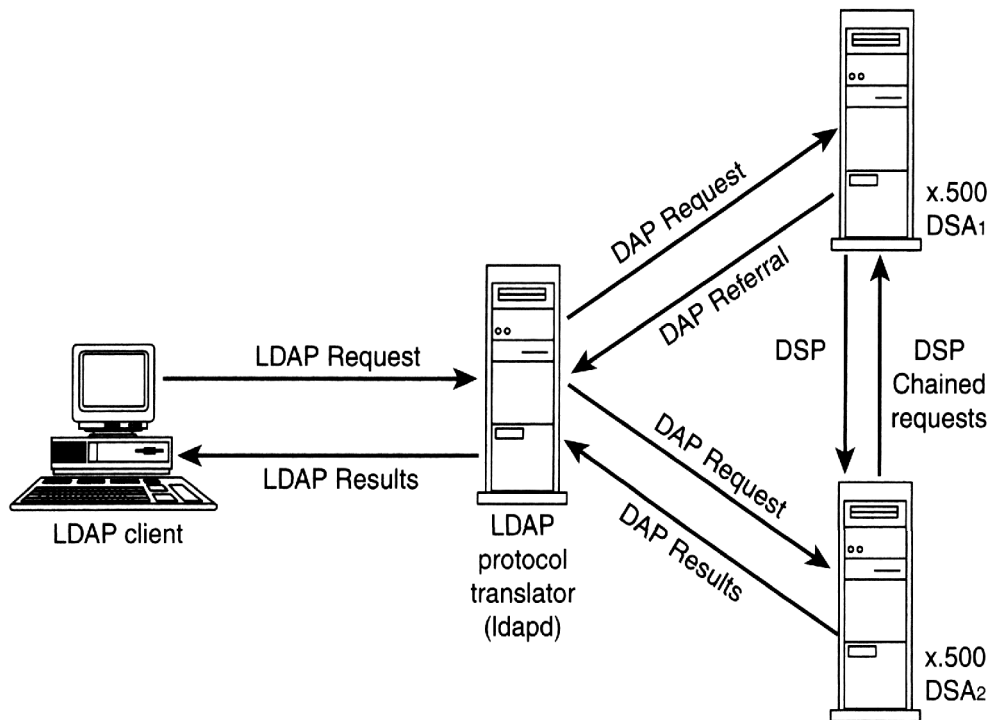 DAP Request
x.500
DSA1
DAP Referral
LDAP Request
DSP
DSP
Chained
requests
LDAP Results
LDAP client
LDAP
protocol
translator
(ldapd)
DAP Request
DAP Results
x.500
DSA2